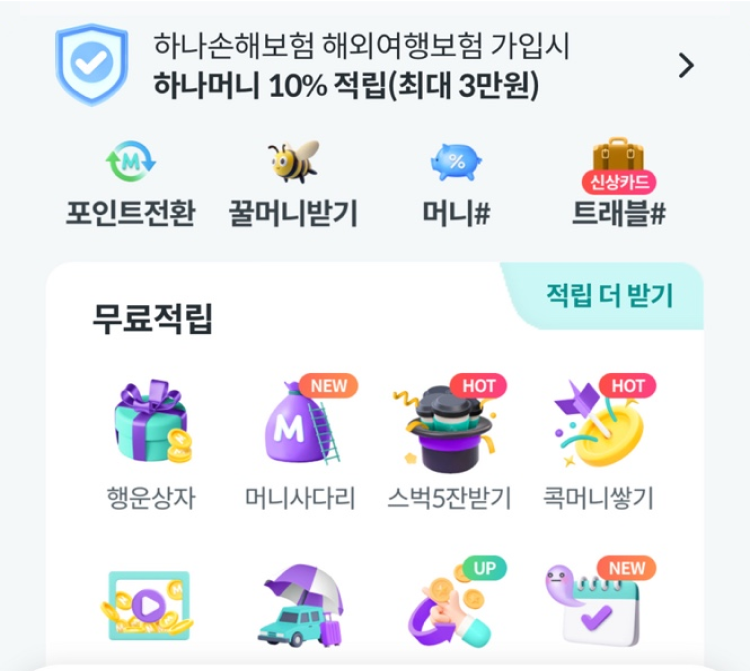 하나손해보험 해외여행보험 가입시
하나머니 10% 적립(최대 3만원)
M
%
신상카드
포인트전환
꿀머니받기
머니#
트래블#
무료적립
적립 더 받기
NEW
HOT
HOT
M
행운상자
머니사다리
스벅5잔받기
콕머니쌓기
UP
NEW